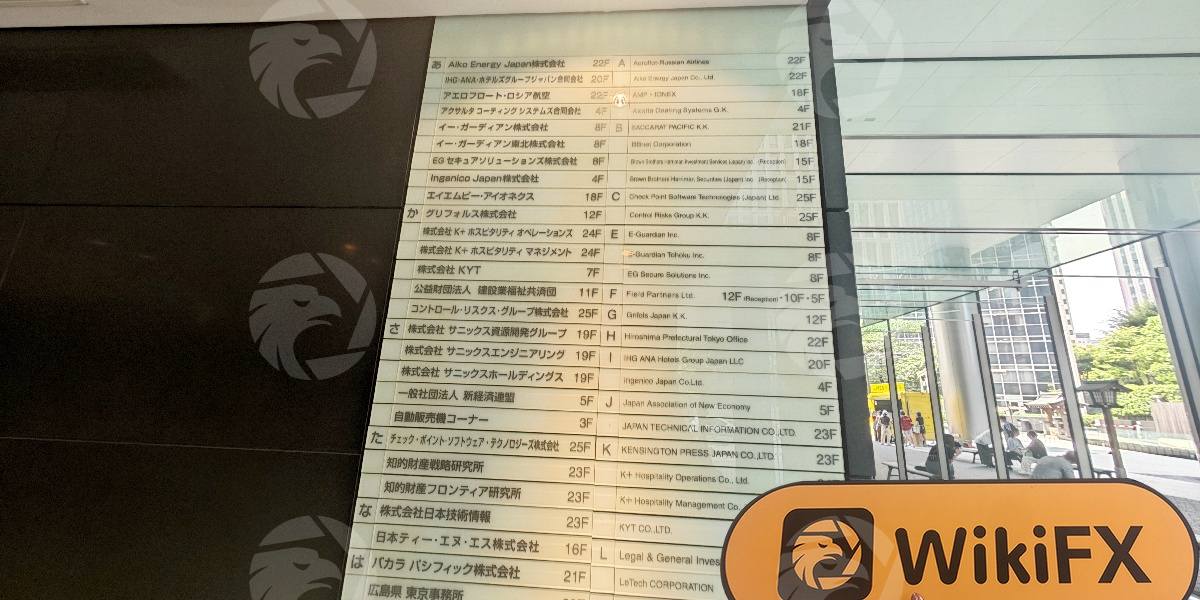 あ Aiko Energy Japan株式会社 22F
IHG・ANA・ホテルズグループジャパン合同会社 20F
アエロフロート・ロシア航空 22F
アクサルタ コーティング システムズ合同会社 4F
イー・ガーディアン株式会社 8F
イー・ガーディアン東北株式会社 8F
EG セキュアソリューションズ株式会社 8F
Ingenico Japan株式会社 4F
エイエムピー・アイオネクス 18F
か グリフォルス株式会社 12F
株式会社 K+ ホスピタリティ オペレーションズ 24F
株式会社 K+ ホスピタリティ マネジメント 24F
株式会社 KYT 7F
公益財団法人 建設業福祉共済団 11F
コントロール・リスクス・グループ株式会社 25F
さ 株式会社 サニックス資源開発グループ 19F
株式会社 サニックスエンジニアリング 19F
株式会社 サニックスホールディングス 19F
一般社団法人 新経済連盟 5F
自動販売機コーナー 3F
た チェック・ポイント・ソフトウェア・テクノロジーズ株式会社 25F
知的財産戦略研究所 23F
知的財産フロンティア研究所 23F
な 株式会社日本技術情報 23F
日本ティー・エヌ・エス株式会社 16F
は バカラ パシフィック株式会社 21F
広島県 東京事務所
A Aeroflot-Russian Airlines 22F
Aiko Energy Japan Co., Ltd. 22F
AMP・IONEX 18F
Axalta Coating Systems G.K. 4F
B BACCARAT PACIFIC K.K. 21F
Corporation 18F
Brown Brothers Harriman Investment Services (Japan) Inc. (Reception) 15F
Brown Brothers Harriman Securities (Japan) Inc. (Reception) 15F
C Check Point Software Technologies (Japan) Ltd. 25F
Control Risks Group K.K. 25F
E E-Guardian Inc. 8F
E-Guardian Tohoku Inc. 8F
EG Secure Solutions Inc. 8F
F Field Partners Ltd. 12F (Reception)・10F・5F
G Grifols Japan K.K. 12F
H Hiroshima Prefectural Tokyo Office 22F
I IHG ANA Hotels Group Japan LLC 20F
Ingenico Japan Co.,Ltd. 4F
J Japan Association of New Economy 5F
JAPAN TECHNICAL INFORMATION CO.,LTD. 23F
K KENSINGTON PRESS JAPAN CO.,LTD. 23F
K+ Hospitality Operations Co., Ltd.
K+ Hospitality Management Co.
KYT CO.,LTD.
L Legal & General Inves
LeTech CORPORATION
WikiFX